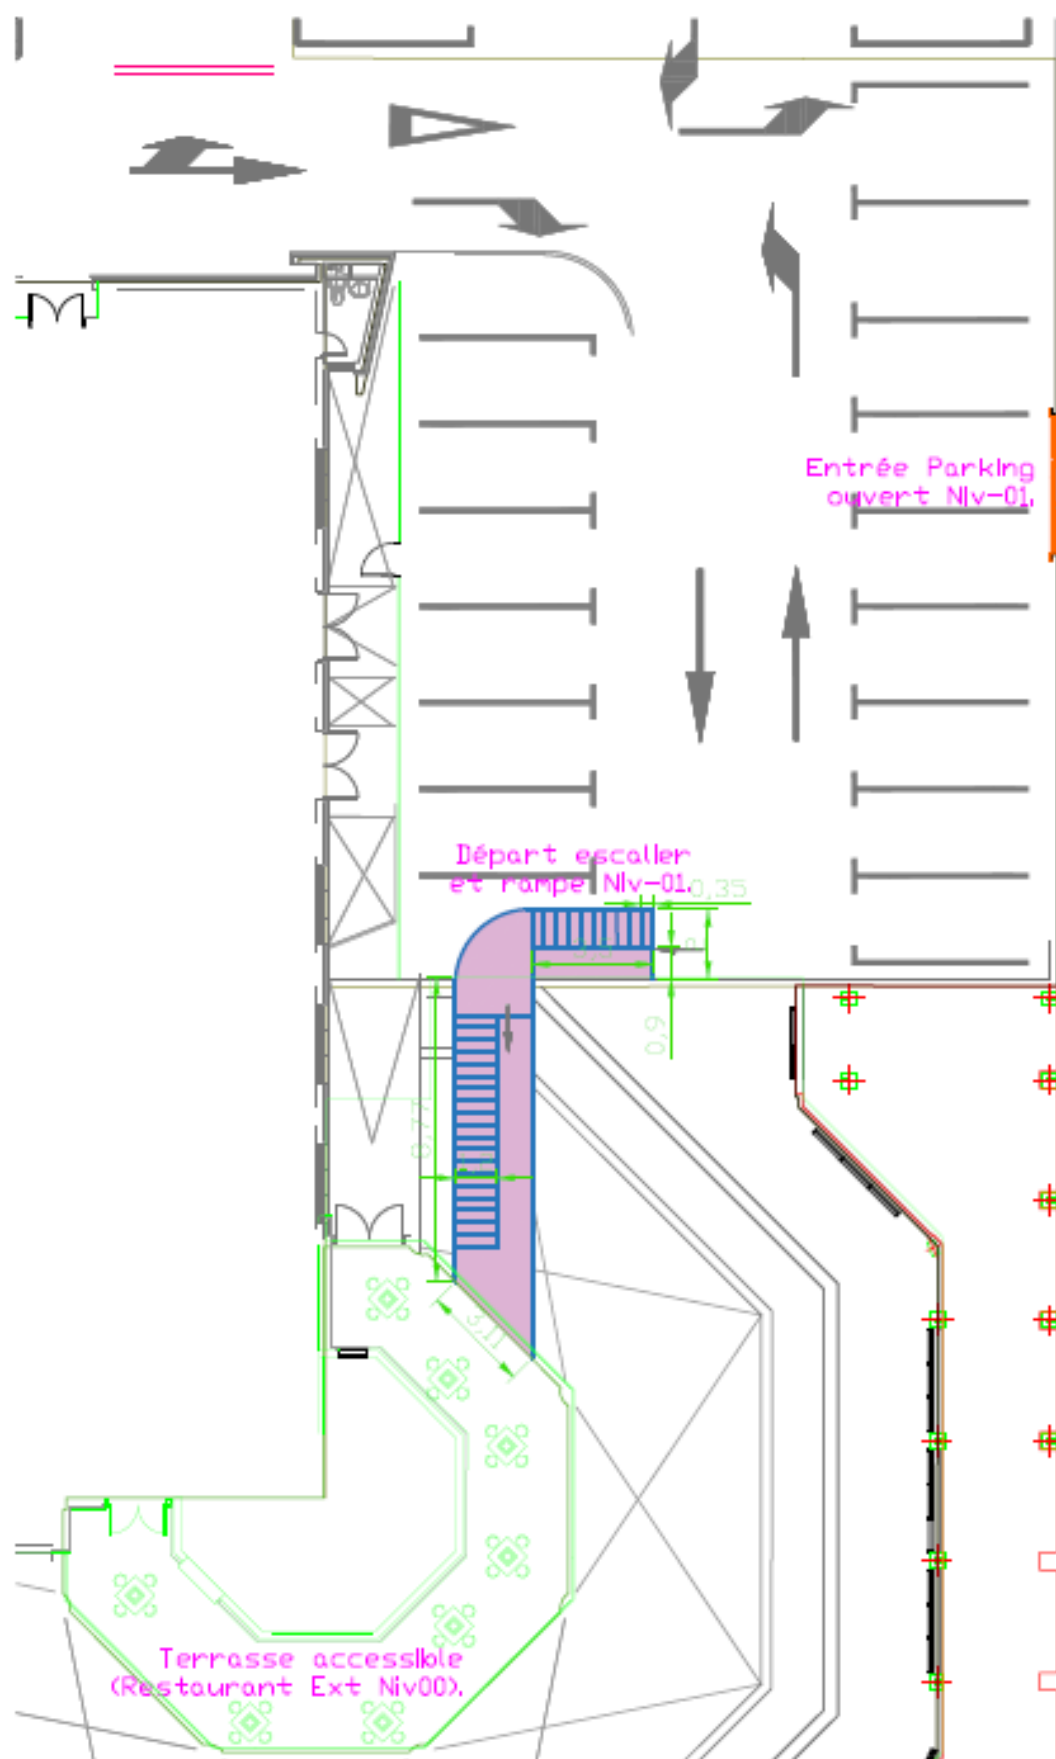 Entrée Parking
ouvert Niv-01.
Départ escalier
et rampe Niv-01.
0,35
0,9
3,11
Terrasse accessible
(Restaurant Ext Niv00).